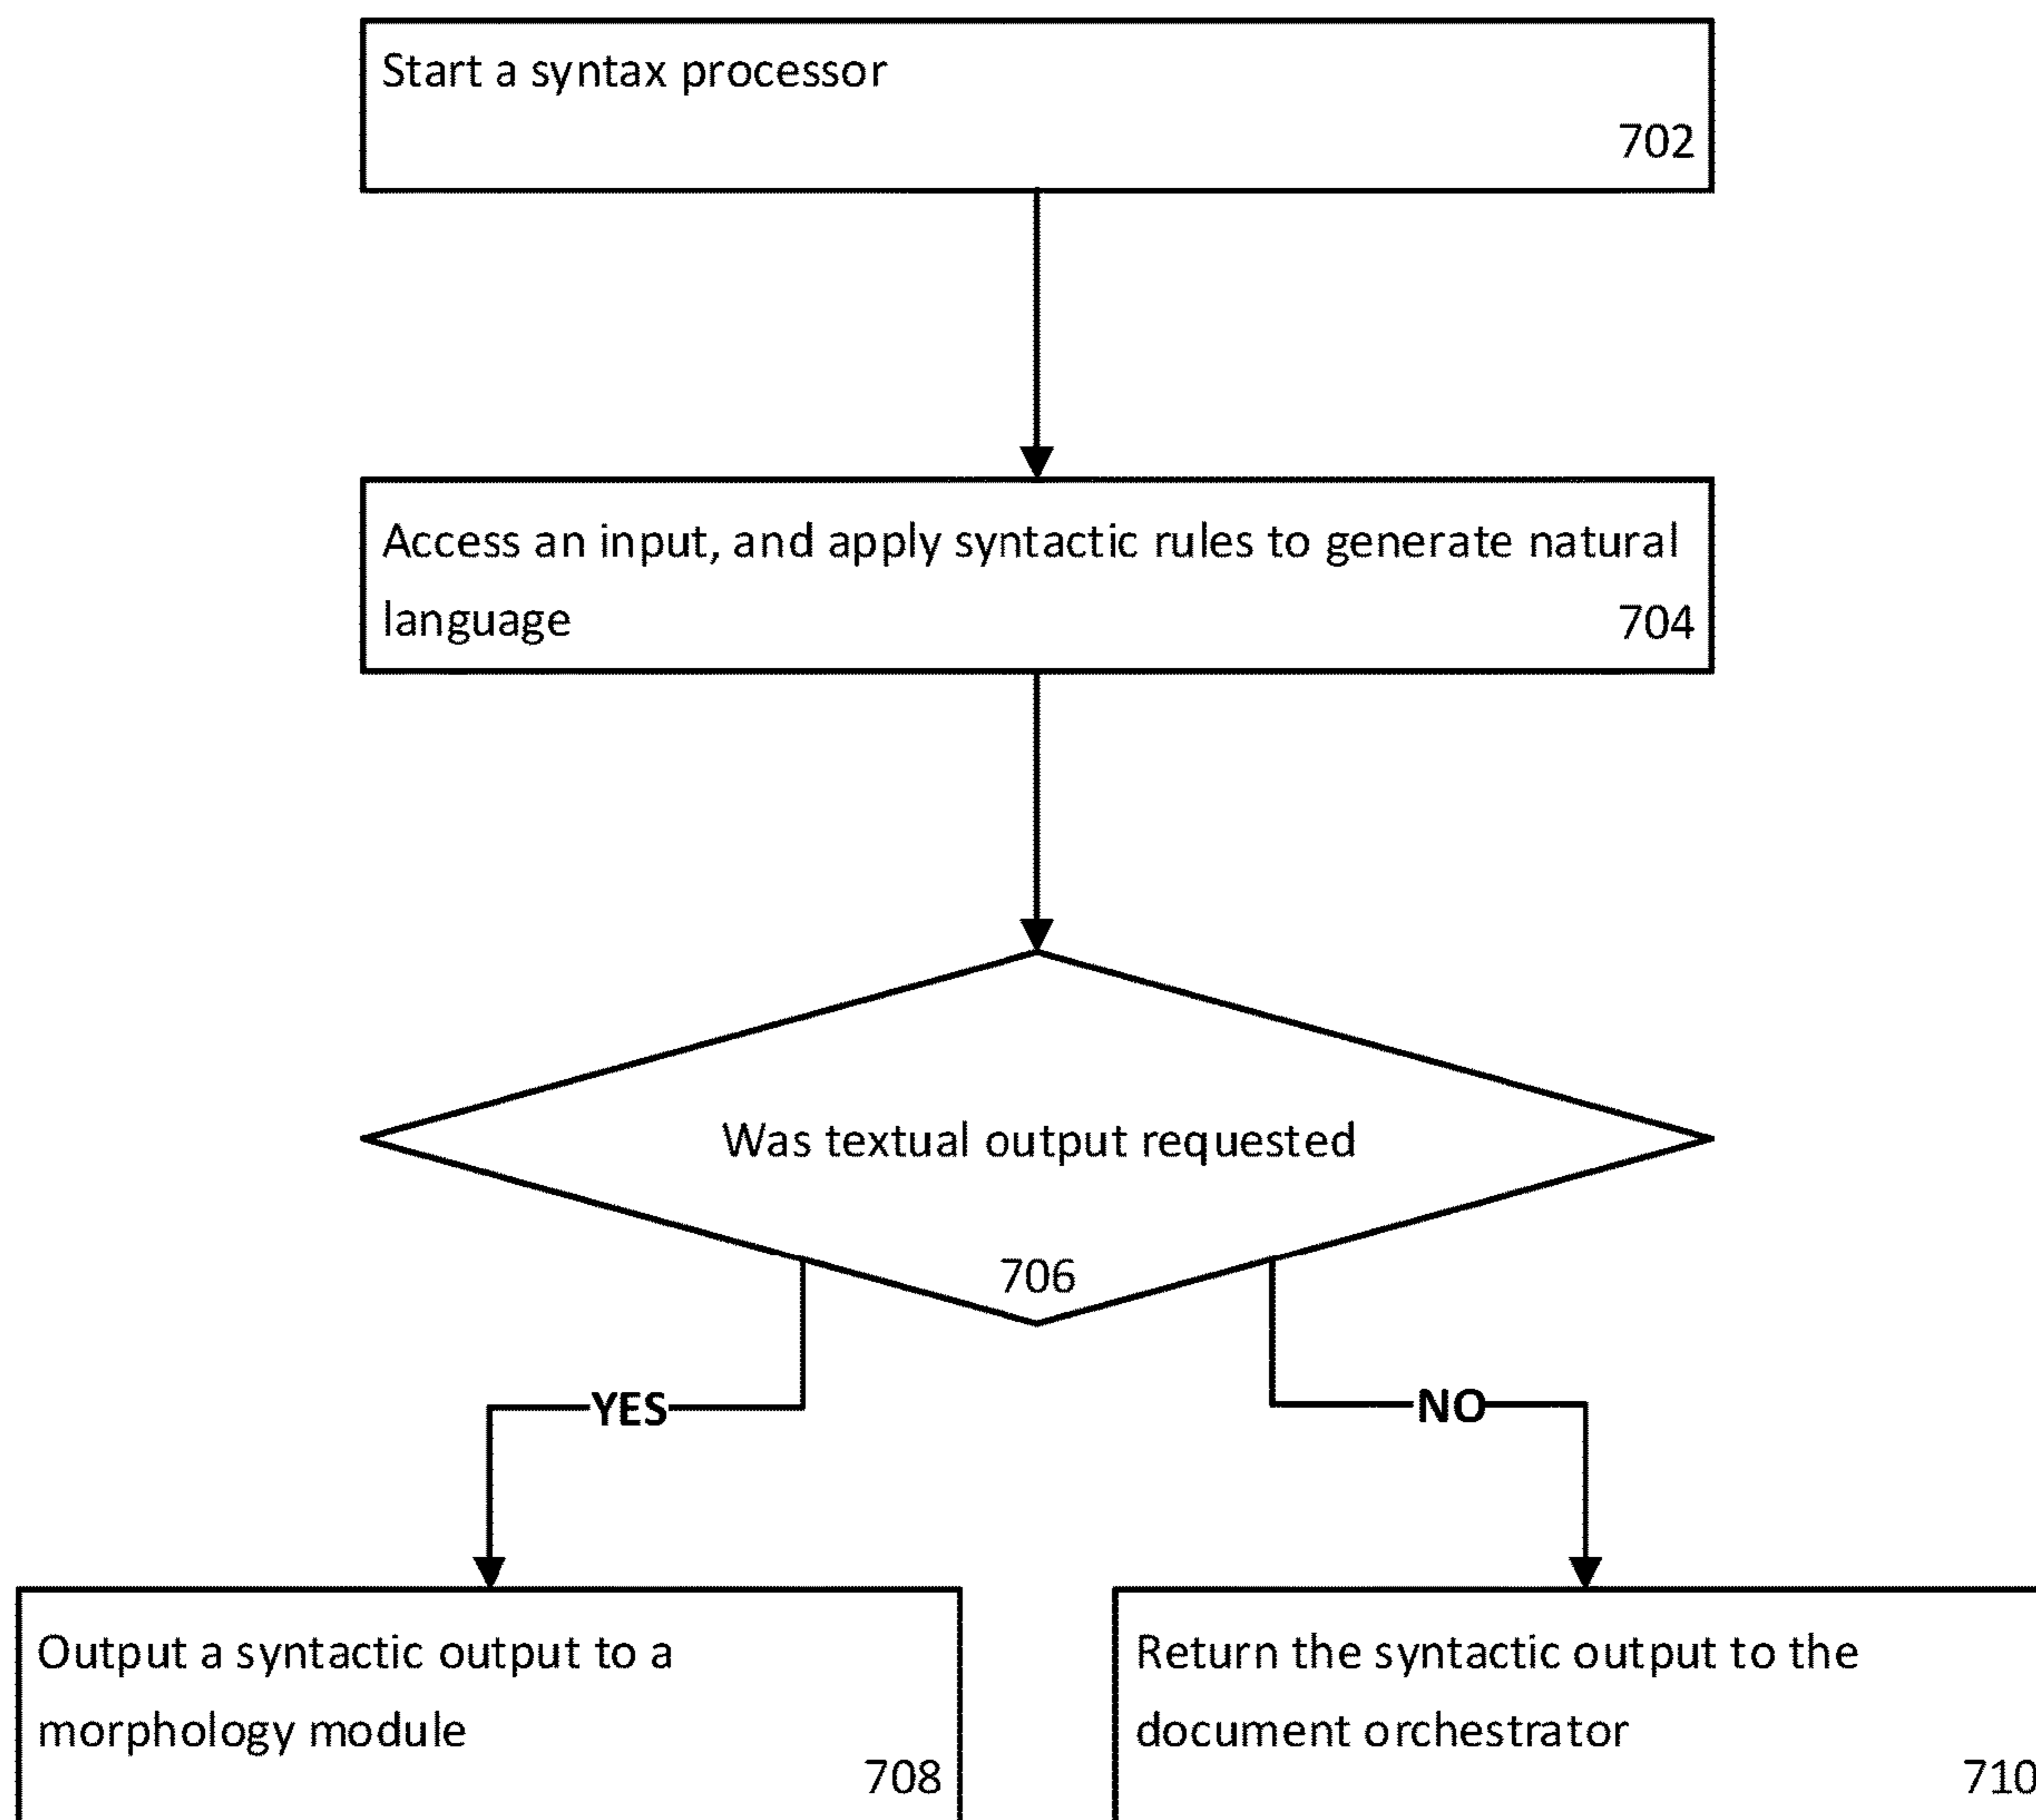 Start a syntax processor
702
Access an input, and apply syntactic rules to generate natural
language
704
Was textual output requested
706
YES
NO
Output a syntactic output to a
morphology module
708
Return the syntactic output to the
document orchestrator
710